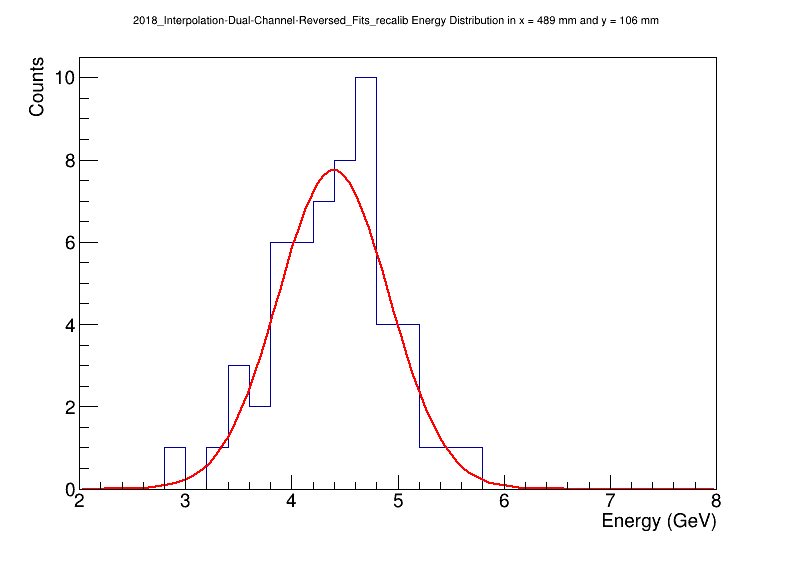 2018_Interpolation-Dual-Channel-Reversed_Fits_recalib Energy Distribution in x = 489 mm and y = 106 mm
Counts
10
8
6
4
2
0
2 3 4 5 6 7 8
Energy (GeV)